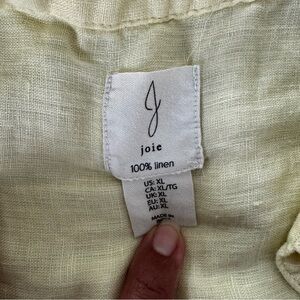 J
joie
100% linen
US: XL
CA: XL/TG
UK: XL
EU: XL
AU: XL
MADE IN